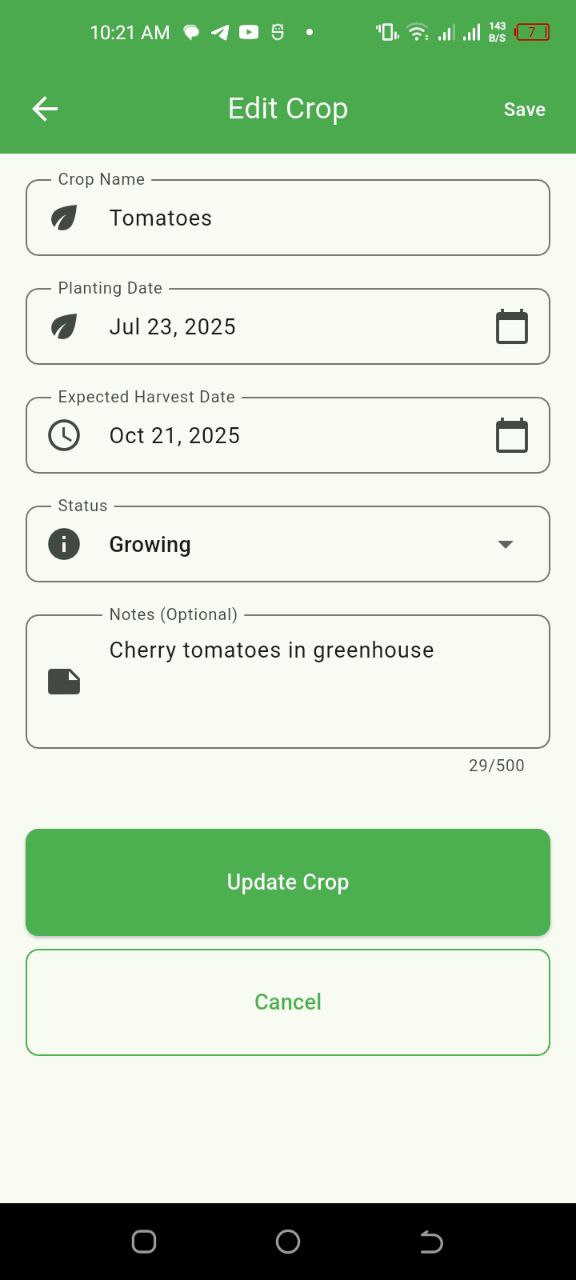 10:21 AM
143
B/S
7
Edit Crop
Save
Crop Name
Tomatoes
Planting Date
Jul 23, 2025
Expected Harvest Date
Oct 21, 2025
Status
Growing
Notes (Optional)
Cherry tomatoes in greenhouse
29/500
Update Crop
Cancel